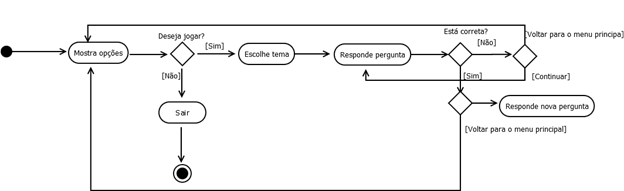 Está correta?
[Voltar para o menu principa]
Deseja jogar?
[Não]
[Sim]
Mostra opções
Escolhe tema
Responde pergunta
[Não]
[Sim]
[Continuar]
Sair
Responde nova pergunta
[Voltar para o menu principal]